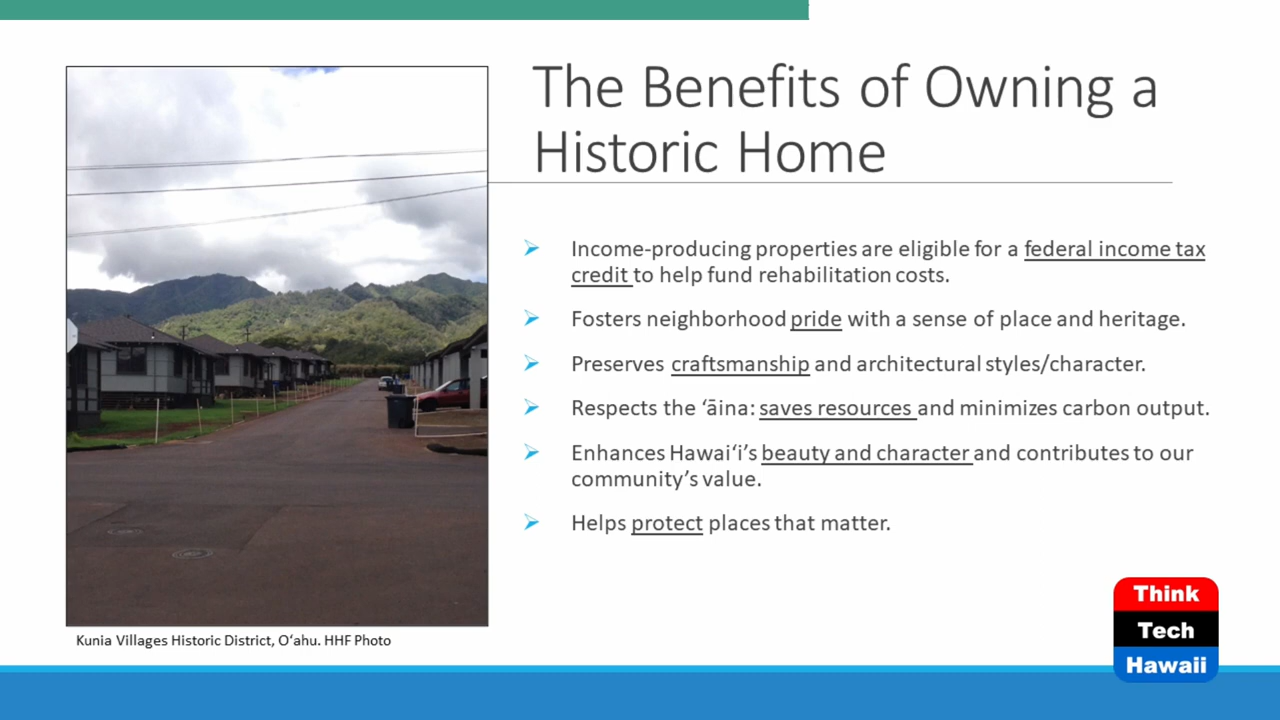 The Benefits of Owning a
Historic Home
Income-producing properties are eligible for a federal income tax
credit to help fund rehabilitation costs.
Fosters neighborhood pride with a sense of place and heritage.
Preserves craftsmanship and architectural styles/character.
Respects the ʻāina: saves resources and minimizes carbon output.
Enhances Hawaiʻi’s beauty and character and contributes to our
community’s value.
Helps protect places that matter.
Kunia Villages Historic District, Oʻahu. HHF Photo
Think
Tech
Hawaii